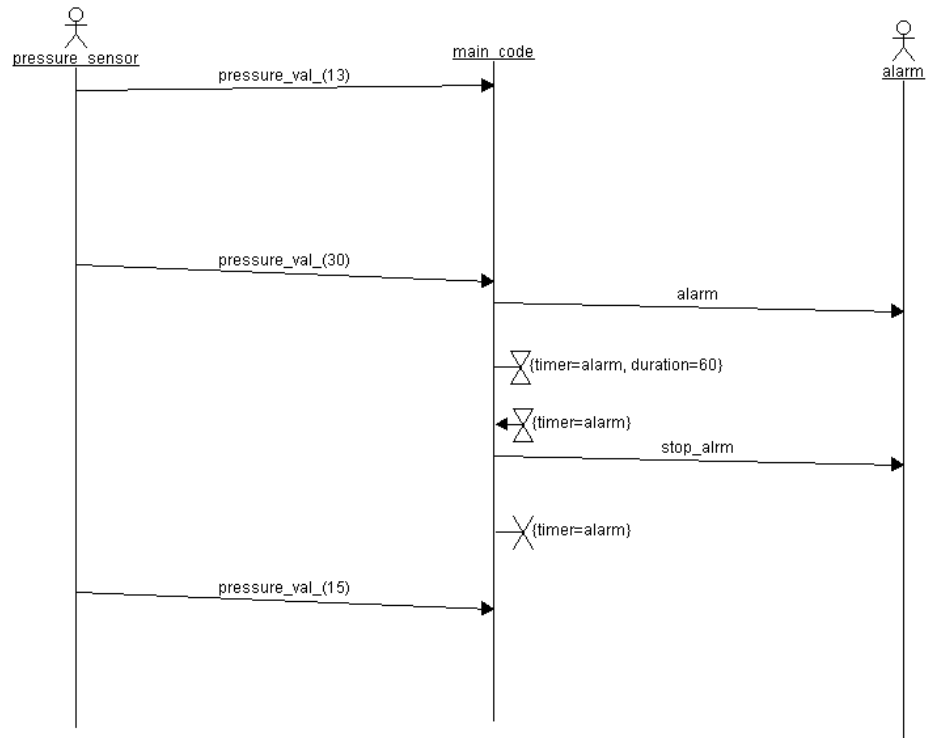 pressure_sensor
main_code
alarm
pressure_val_(13)
pressure_val_(30)
alarm
{timer=alarm, duration=60}
{timer=alarm}
stop_alrm
{timer=alarm}
pressure_val_(15)